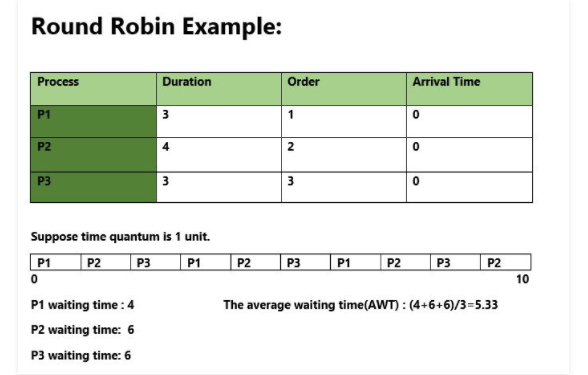 Round Robin Example:
Process Duration Order Arrival Time
P1 3 1 0
P2 4 2 0
P3 3 3 0
Suppose time quantum is 1 unit.
P1 P2 P3 P1 P2 P3 P1 P2 P3 P2
0 10
P1 waiting time : 4 The average waiting time(AWT) : (4+6+6)/3=5.33
P2 waiting time: 6
P3 waiting time: 6